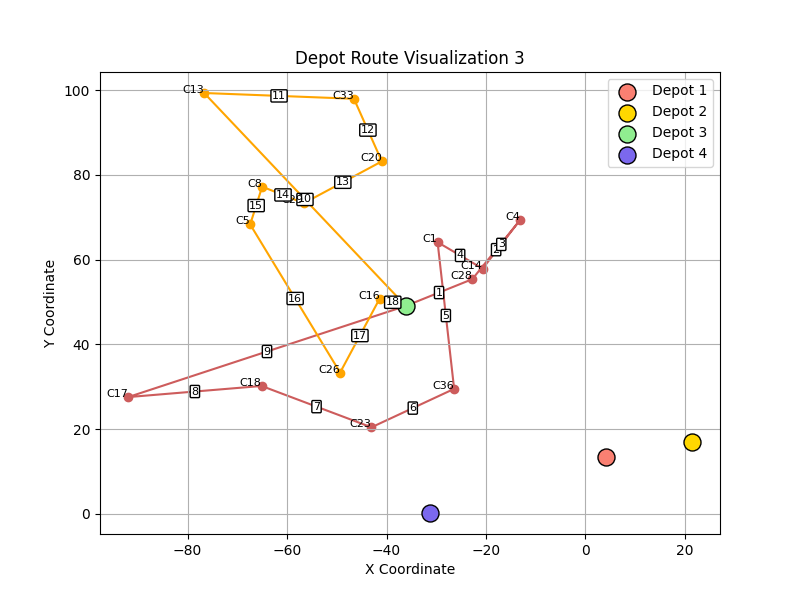 Depot Route Visualization 3
Depot 1
Depot 2
Depot 3
Depot 4
Y Coordinate
100
80
60
40
20
0
C13
11
C33
12
C20
13
C8
14
10
15
C5
C4
3
C1
4
C14
C28
16
C16
18
1
5
17
9
C26
C17
8
C18
7
C23
6
C36
−80
−60
−40
−20
0
20
X Coordinate